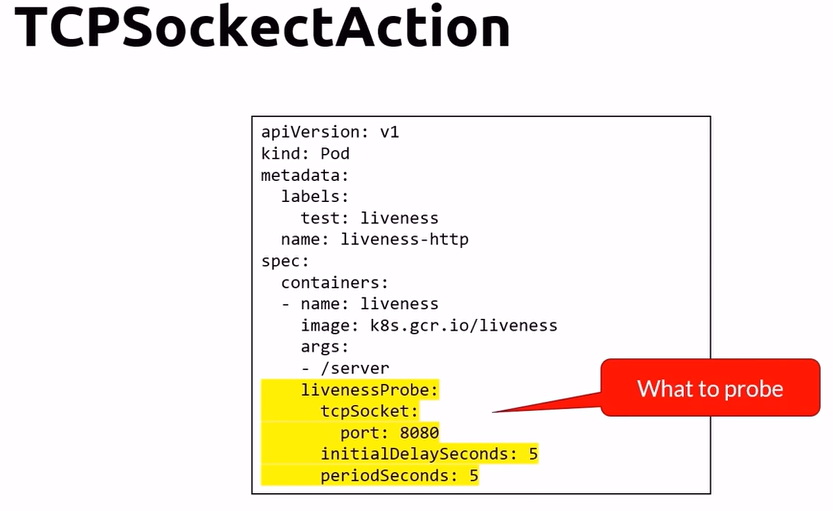 TCPSockectAction
apiVersion: v1
kind: Pod
metadata:
  labels:
    test: liveness
  name: liveness-http
spec:
  containers:
  - name: liveness
    image: k8s.gcr.io/liveness
    args:
    - /server
    livenessProbe:
      tcpSocket:
        port: 8080
      initialDelaySeconds: 5
      periodSeconds: 5
What to probe